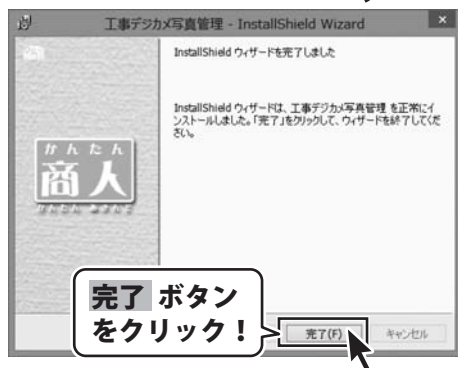 工事デジカメ写真管理 - InstallShield Wizard
InstallShield ウィザードを完了しました
InstallShield ウィザードは、工事デジカメ写真管理 を正常にイ
ンストールしました。「完了」をクリックして、ウィザードを終了してくだ
さい。
かんたん
商人
完了 ボタン
をクリック！
完了(F)
キャンセル